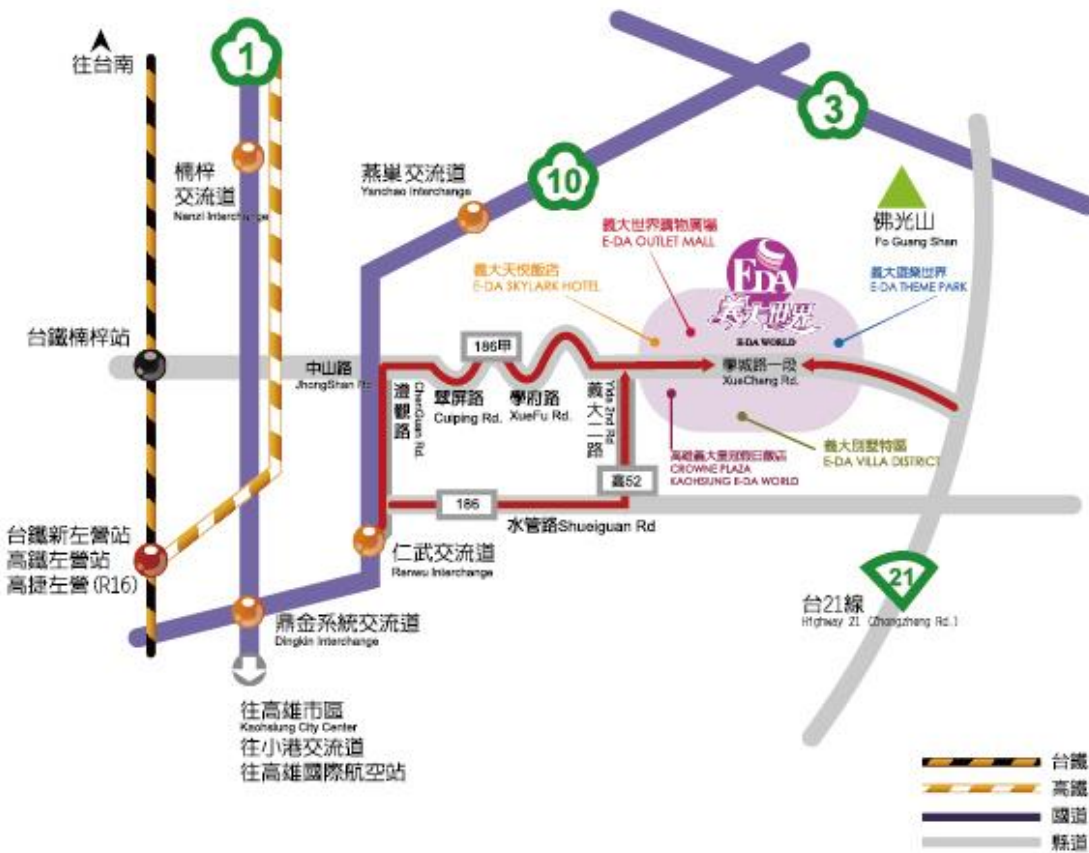 往台南
1
3
楠梓
交流道
Nanzi Interchange
燕巢交流道
Yanchao Interchange
10
佛光山
Fo Guang Shan
義大世界購物廣場
E-DA OUTLET MALL
義大天悦飯店
E-DA SKYLARK HOTEL
EDA
義大世界
E-DA WORLD
義大遊樂世界
E-DA THEME PARK
台鐵楠梓站
中山路
JhongShan Rd
186甲
澄觀路
ChenGuan Rd.
翠屏路
Cuiping Rd.
學府路
XueFu Rd.
義大二路
Yida 2nd Rd
學城路一段
XueCheng Rd.
高雄義大皇冠假日飯店
CROWNE PLAZA
KAOHSIUNG E-DA WORLD
義大別墅特區
E-DA VILLA DISTRICT
高52
186
水管路Shueiguan Rd
台鐵新左營站
高鐵左營站
高捷左營(R16)
仁武交流道
Renwu Interchange
鼎金系統交流道
Dingkin Interchange
21
台21線
Highway 21 (Zhongzheng Rd.)
往高雄市區
Kaohsiung City Center
往小港交流道
往高雄國際航空站
台鐵
高鐵
國道
縣道